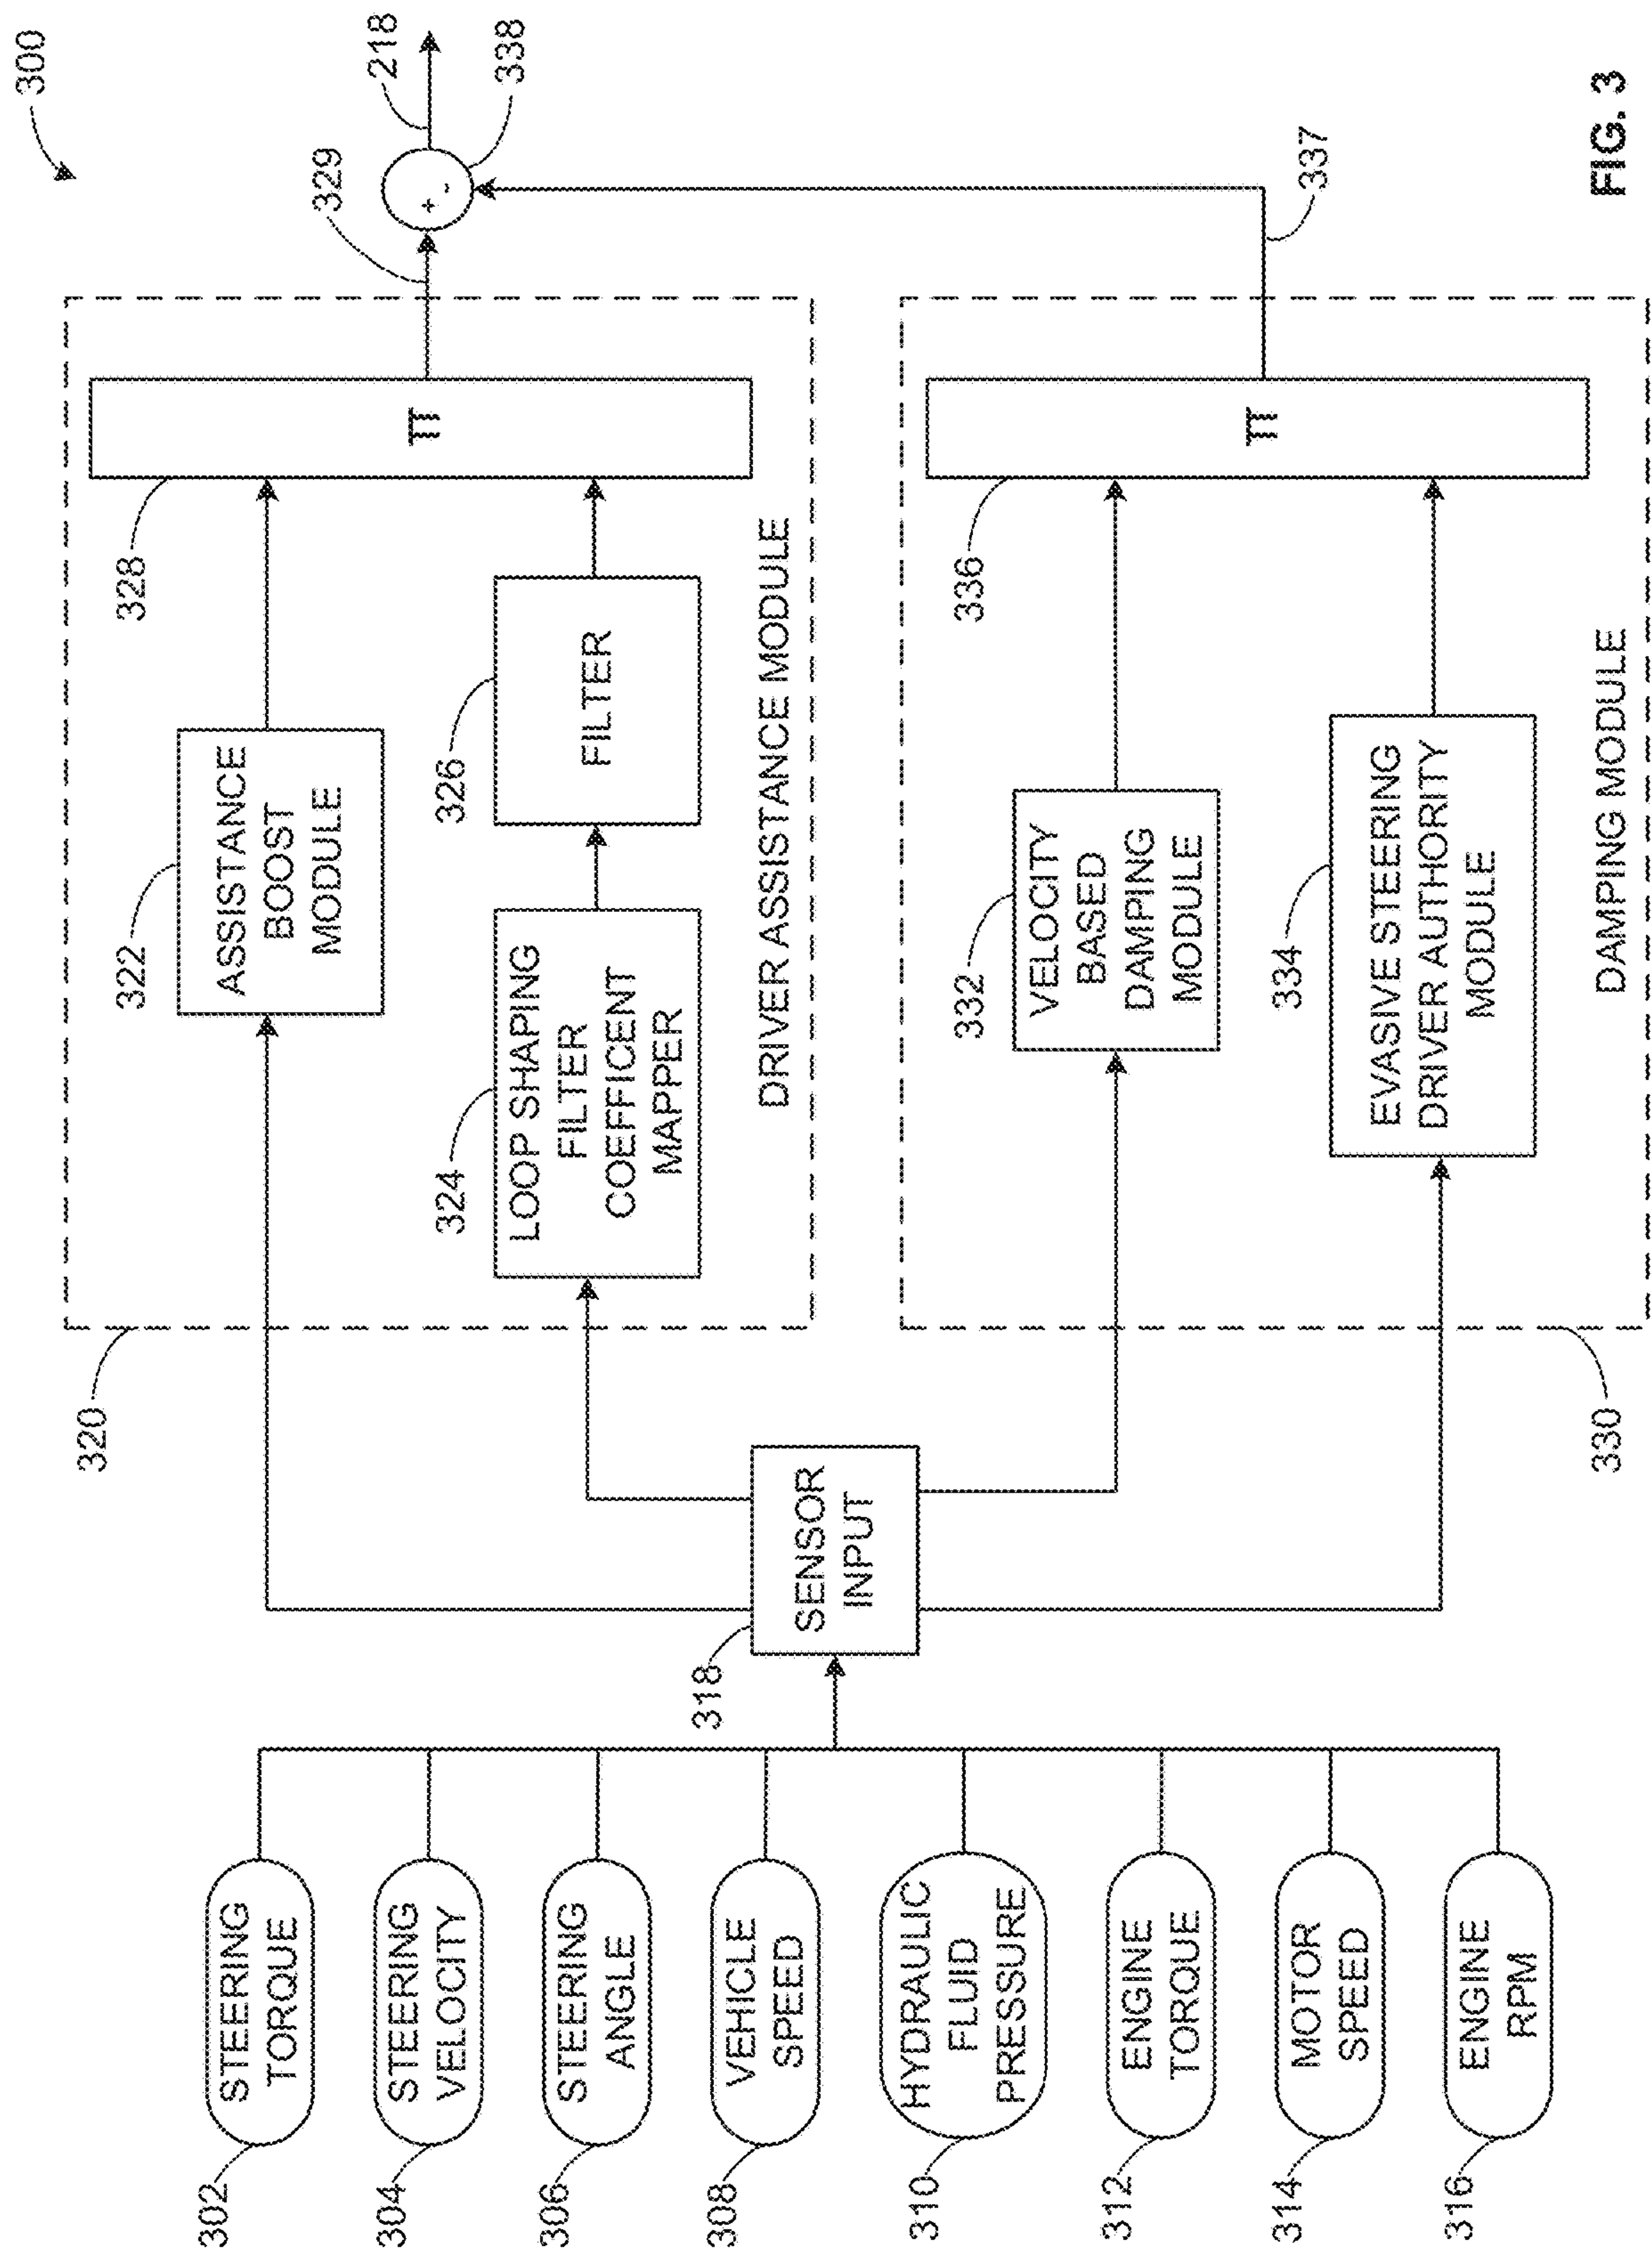 300
302
STEERING
TORQUE
304
STEERING
VELOCITY
306
STEERING
ANGLE
308
VEHICLE
SPEED
310
HYDRAULIC
FLUID
PRESSURE
312
ENGINE
TORQUE
314
MOTOR
SPEED
316
ENGINE
RPM
318
SENSOR
INPUT
320
322
ASSISTANCE
BOOST
MODULE
324
LOOP SHAPING
FILTER
COEFFICENT
MAPPER
326
FILTER
328
π
DRIVER ASSISTANCE MODULE
329
+
-
218
338
330
332
VELOCITY
BASED
DAMPING
MODULE
334
EVASIVE STEERING
DRIVER AUTHORITY
MODULE
336
π
DAMPING MODULE
337
FIG. 3